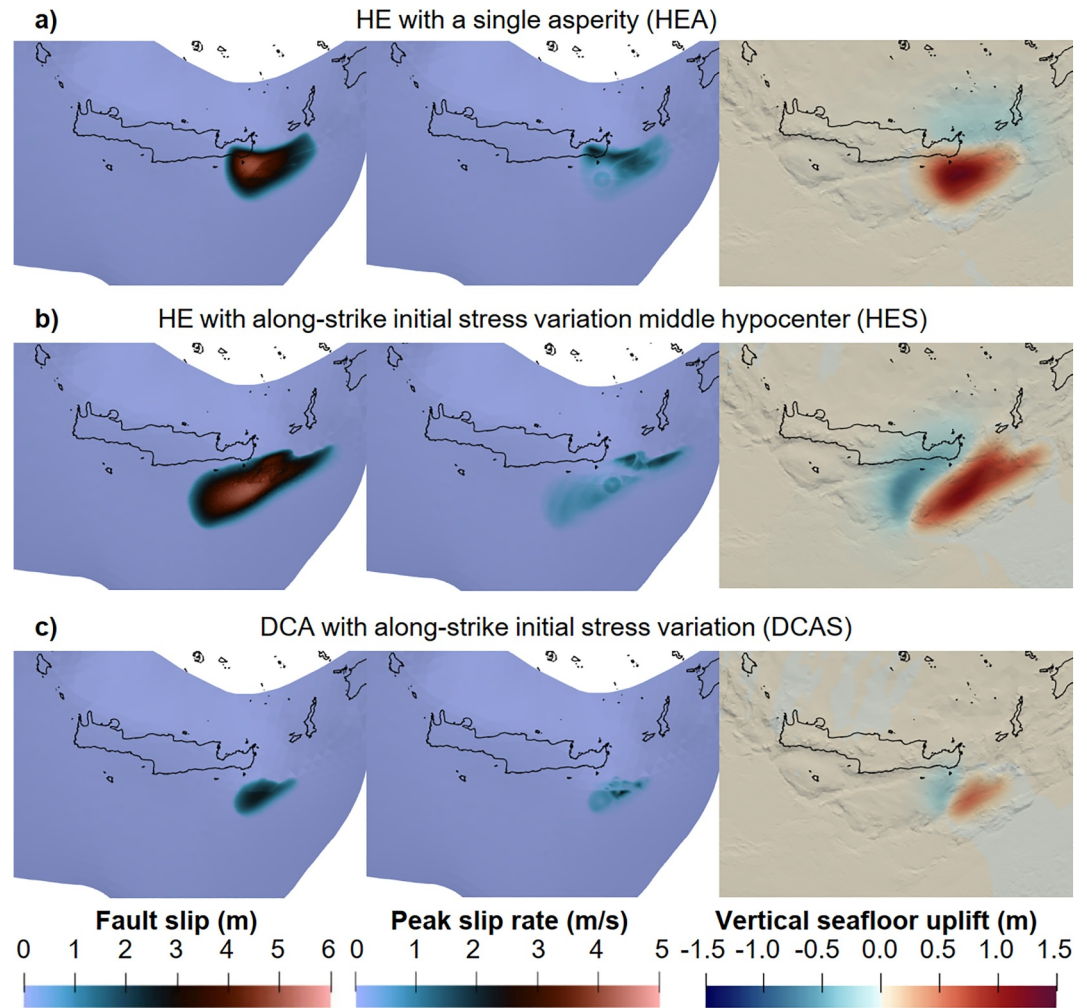 a) HE with a single asperity (HEA)
b) HE with along-strike initial stress variation middle hypocenter (HES)
c) DCA with along-strike initial stress variation (DCAS)
Fault slip (m) Peak slip rate (m/s) Vertical seafloor uplift (m)
0 1 2 3 4 5 6 0 1 2 3 4 5 -1.5 -1.0 -0.5 0.0 0.5 1.0 1.5